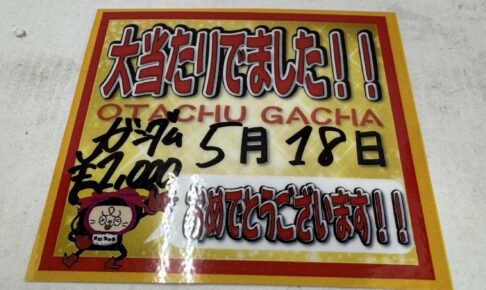 大当たりでました！！
OTACHU GACHA
ガンダム
5月18日
¥1,000
おめでとうございます！！